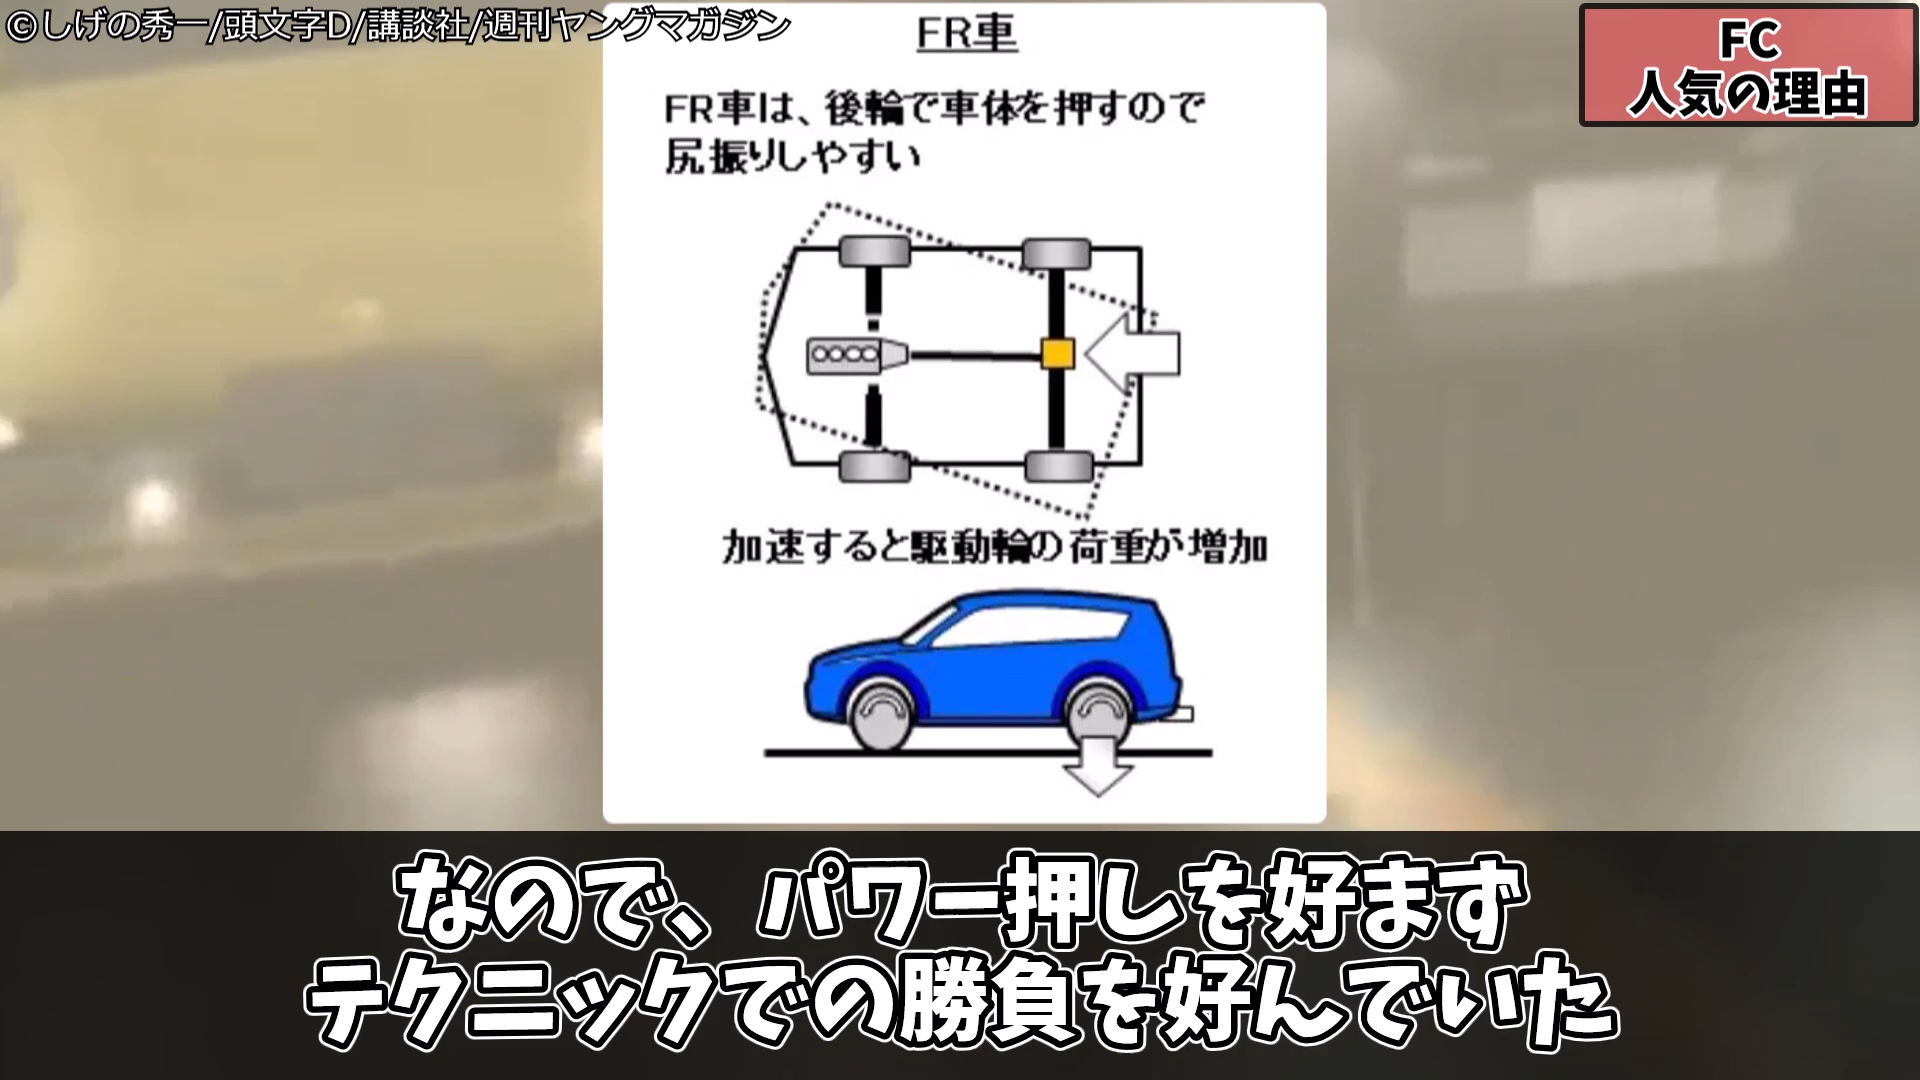 ©しげの秀一/頭文字D/講談社/週刊ヤングマガジン
FC
人気の理由
FR車
FR車は、後輪で車体を押すので
尻振りしやすい
加速すると駆動輪の荷重が増加
なので、パワー押しを好まず
テクニックでの勝負を好んでいた